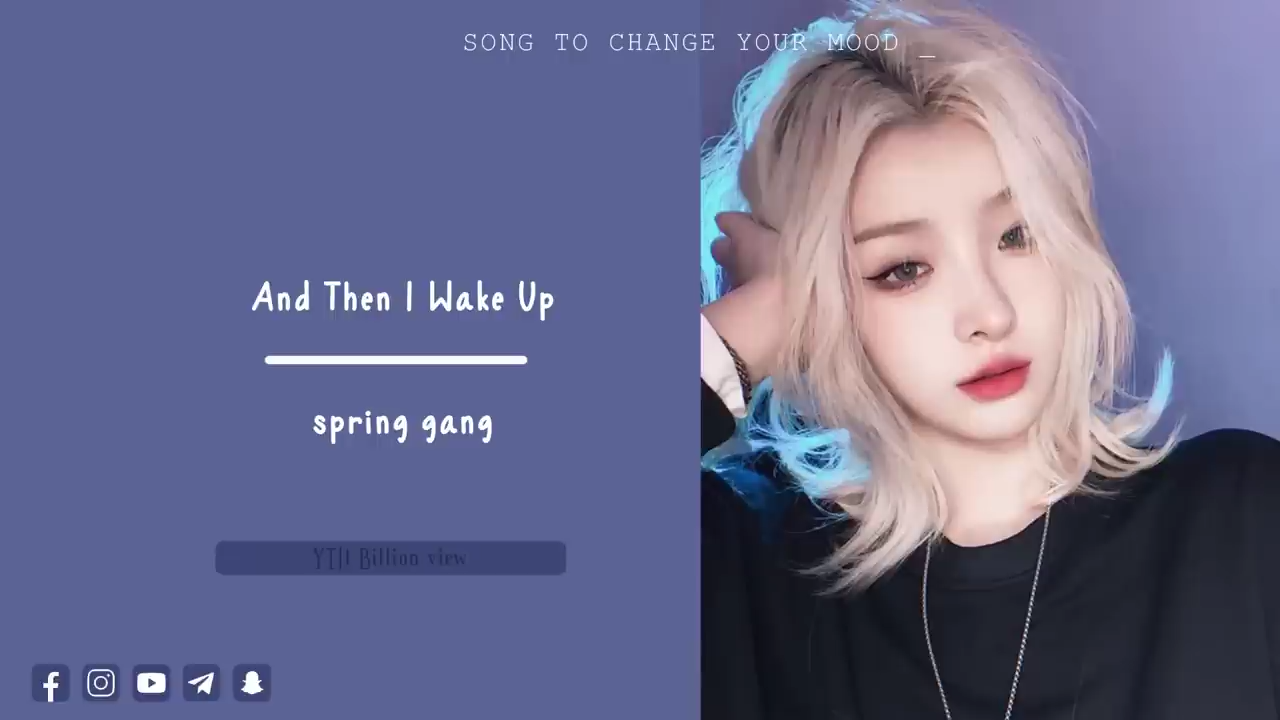 SONG TO CHANGE YOUR MOOD _
And Then I Wake Up
spring gang
YT|1 Billion view